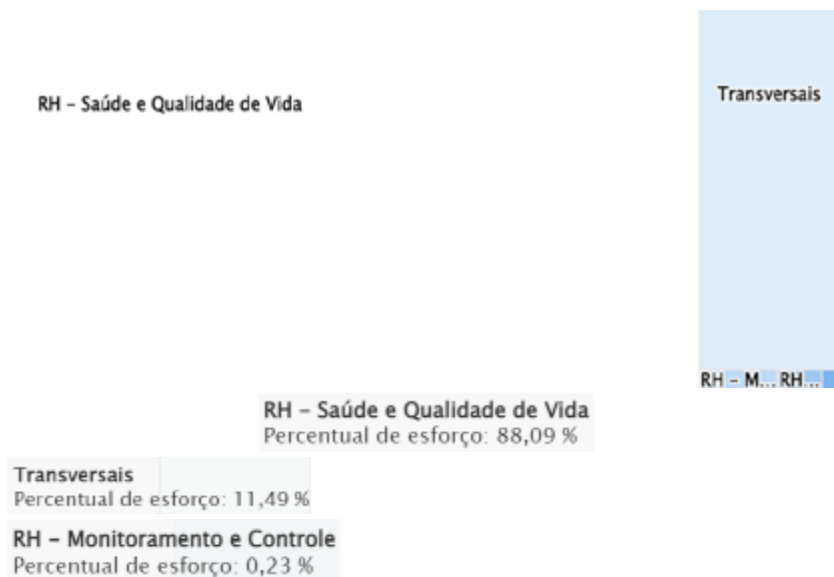 RH – Saúde e Qualidade de Vida
Transversais
RH – M... RH...
RH – Saúde e Qualidade de Vida
Percentual de esforço: 88,09 %
Transversais
Percentual de esforço: 11,49 %
RH – Monitoramento e Controle
Percentual de esforço: 0,23 %